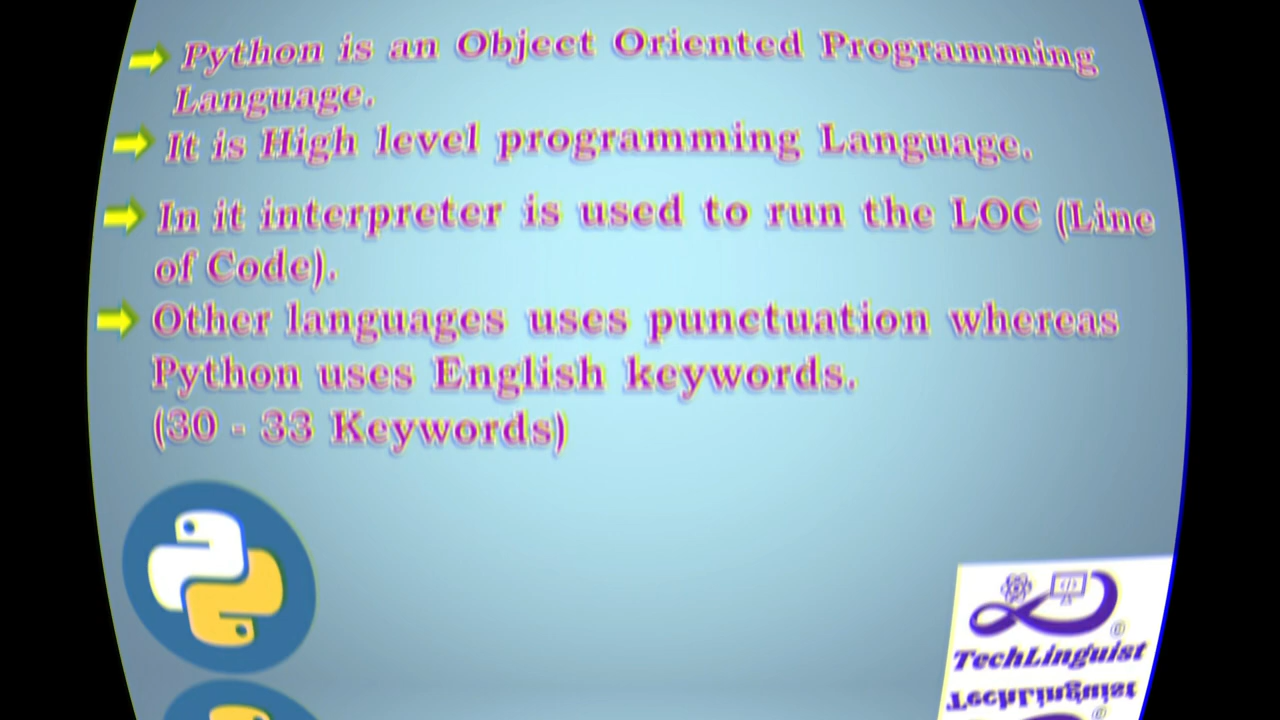 Python is an Object Oriented Programming
Language.
It is High level programming Language.
In it interpreter is used to run the LOC (Line
of Code).
Other languages uses punctuation whereas
Python uses English keywords.
(30 - 33 Keywords)
</>
©
TechLinguist
TechLinguist
©